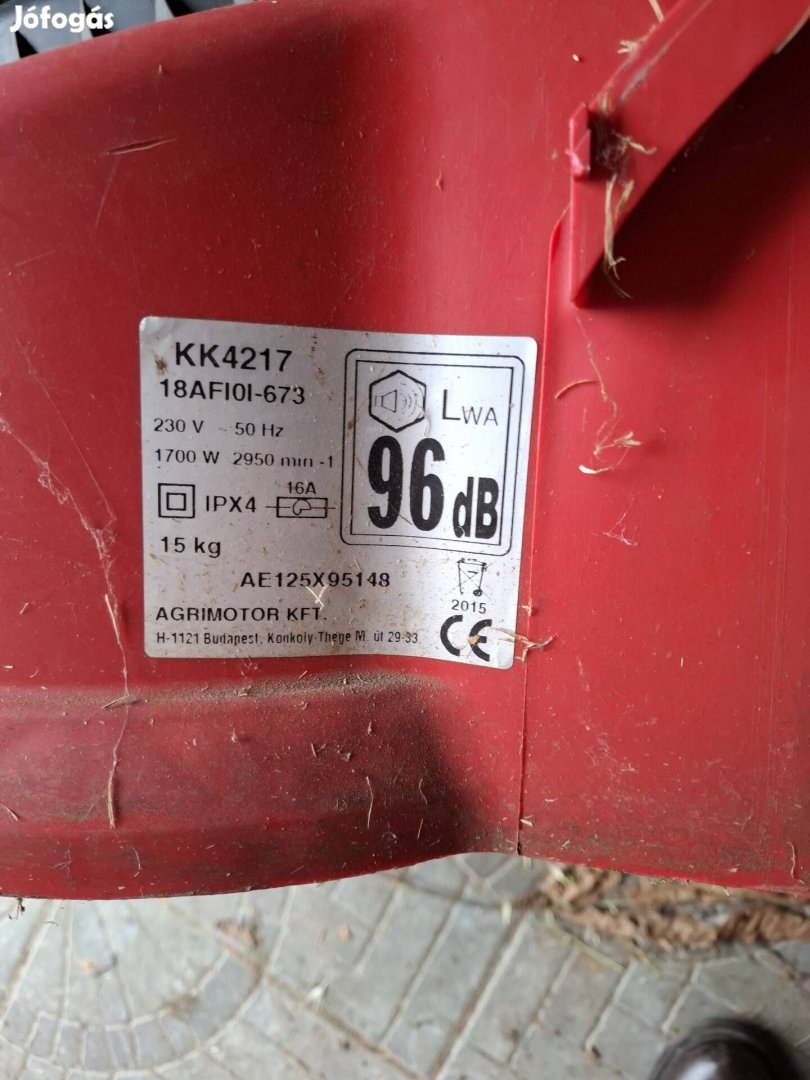 Jófogás
KK4217
18AFI0I-673
230 V ~ 50 Hz
1700 W 2950 min -1
IPX4 16A
15 kg
LWA
96 dB
AE125X95148
2015
AGRIMOTOR KFT.
H-1121 Budapest, Konkoly-Thege M. út 29-33.
CE